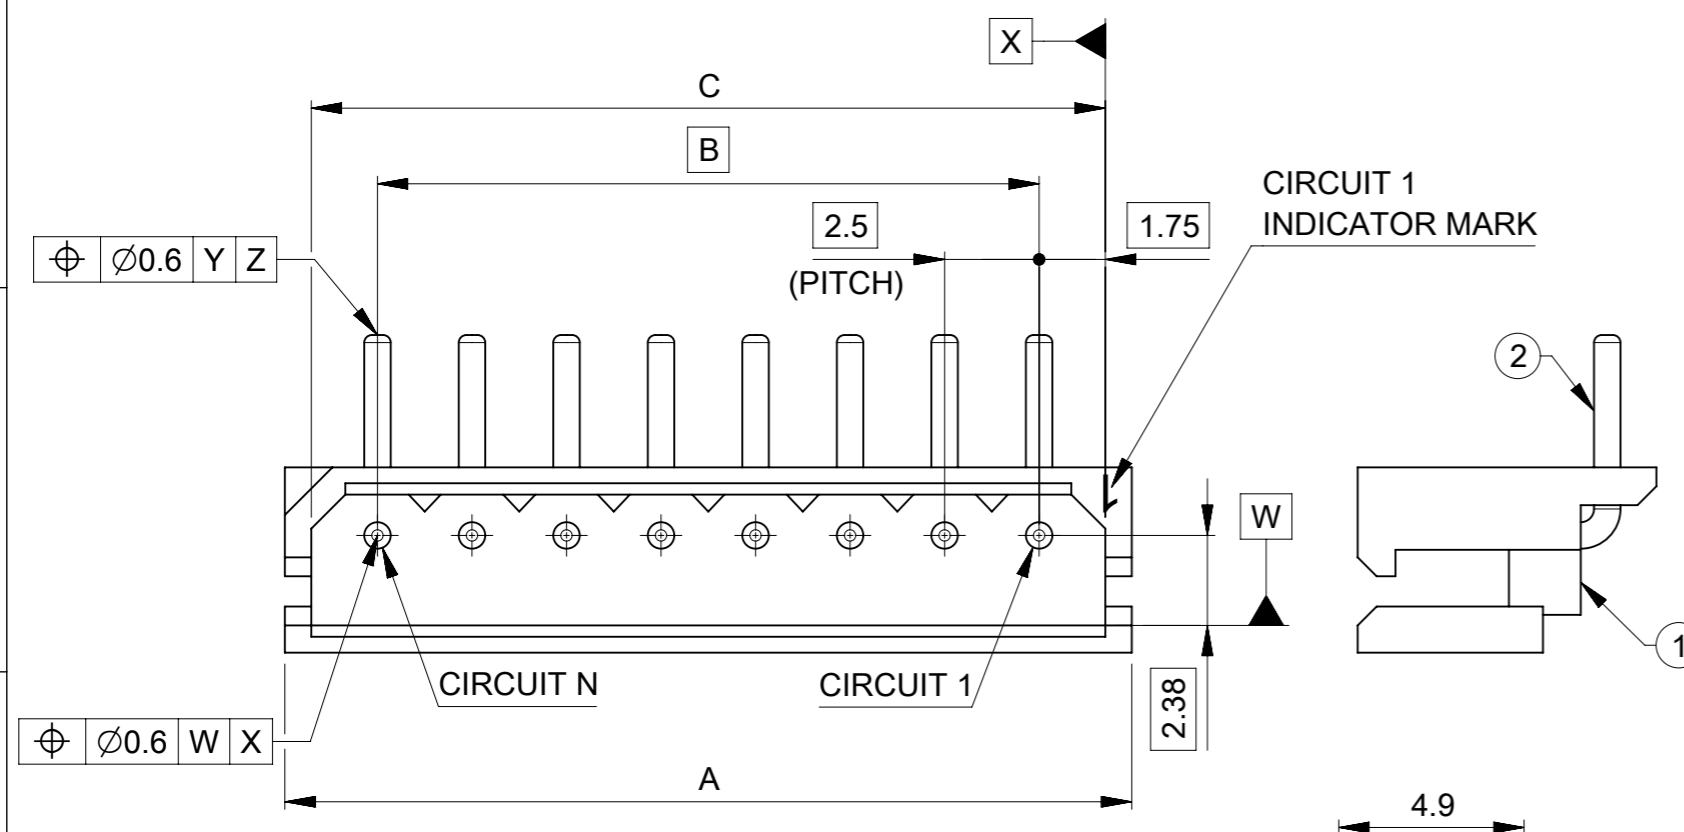 X
C
B
CIRCUIT 1
INDICATOR MARK
2.5
1.75
(PITCH)
⌖ ∅0.6 Y Z
2
W
1
CIRCUIT N
CIRCUIT 1
2.38
⌖ ∅0.6 W X
A
4.9